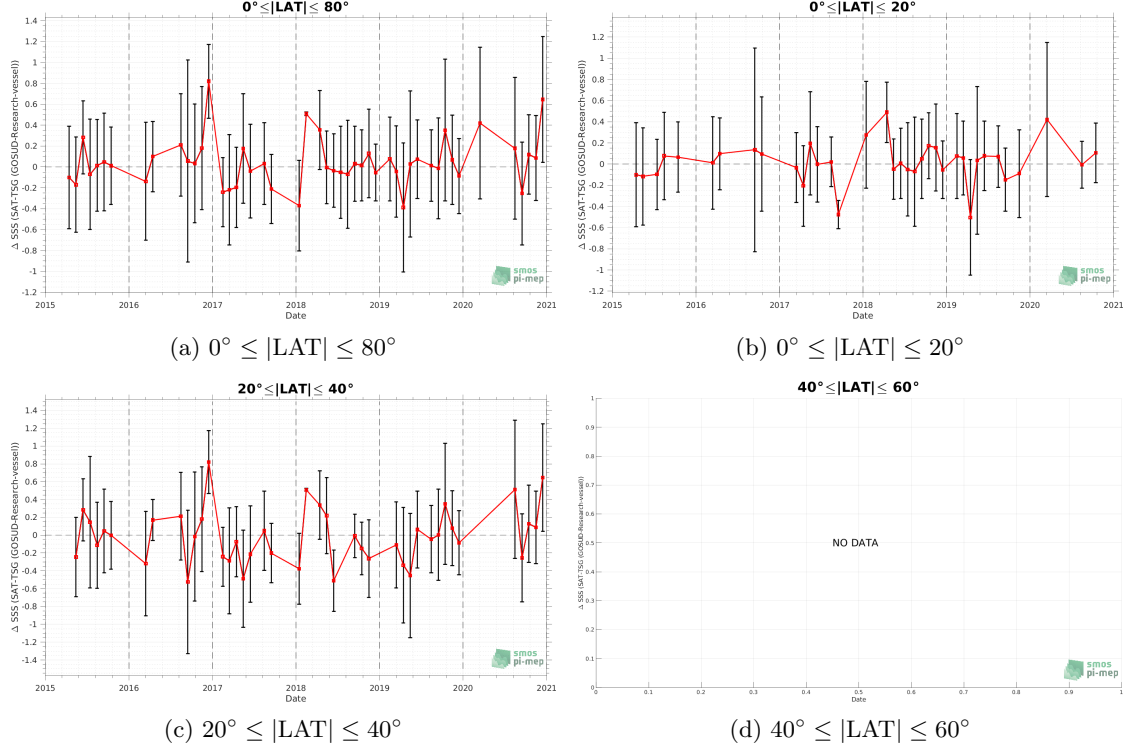 0°≤|LAT|≤ 80°
Δ SSS (SAT-TSG (GOSUD-Research-vessel))
1.4
1.2
1
0.8
0.6
0.4
0.2
0
-0.2
-0.4
-0.6
-0.8
-1
-1.2
2015 2016 2017 2018 2019 2020 2021
Date
smos
pi-mep
(a) 0° ≤ |LAT| ≤ 80°
0°≤|LAT|≤ 20°
Δ SSS (SAT-TSG (GOSUD-Research-vessel))
1.2
1
0.8
0.6
0.4
0.2
0
-0.2
-0.4
-0.6
-0.8
-1
-1.2
2015 2016 2017 2018 2019 2020 2021
Date
smos
pi-mep
(b) 0° ≤ |LAT| ≤ 20°
20°≤|LAT|≤ 40°
Δ SSS (SAT-TSG (GOSUD-Research-vessel))
1.4
1.2
1
0.8
0.6
0.4
0.2
0
-0.2
-0.4
-0.6
-0.8
-1
-1.2
-1.4
2015 2016 2017 2018 2019 2020 2021
Date
smos
pi-mep
(c) 20° ≤ |LAT| ≤ 40°
40°≤|LAT|≤ 60°
Δ SSS (SAT-TSG (GOSUD-Research-vessel))
1
0.9
0.8
0.7
0.6
0.5
0.4
0.3
0.2
0.1
0
NO DATA
0 0.1 0.2 0.3 0.4 0.5 0.6 0.7 0.8 0.9 1
Date
smos
pi-mep
(d) 40° ≤ |LAT| ≤ 60°